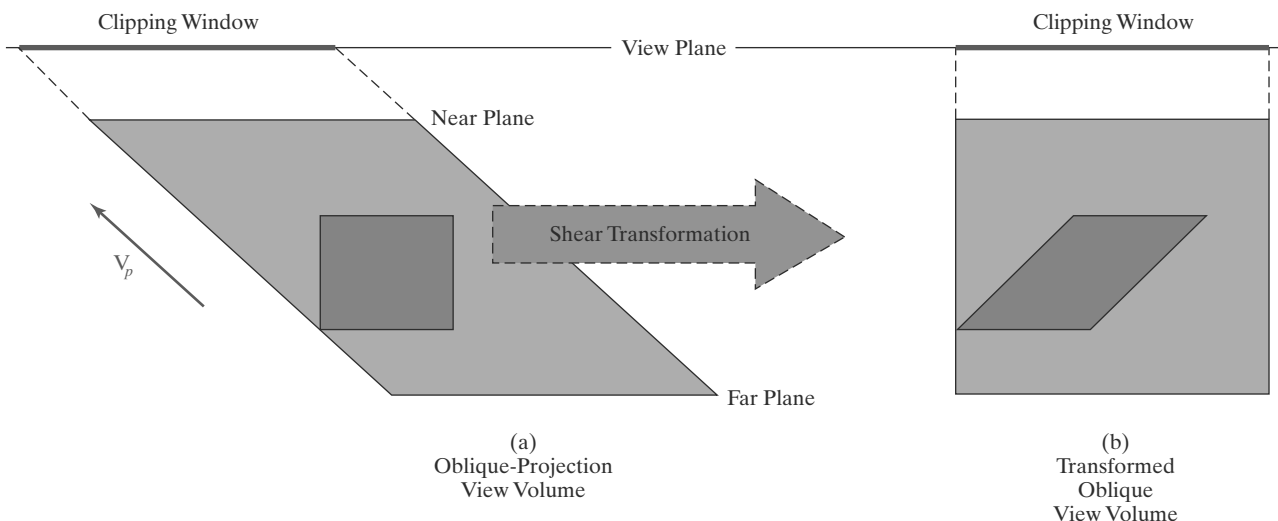 Clipping Window
Clipping Window
View Plane
Near Plane
Shear Transformation
V_p
Far Plane
(a)
Oblique-Projection
View Volume
(b)
Transformed
Oblique
View Volume